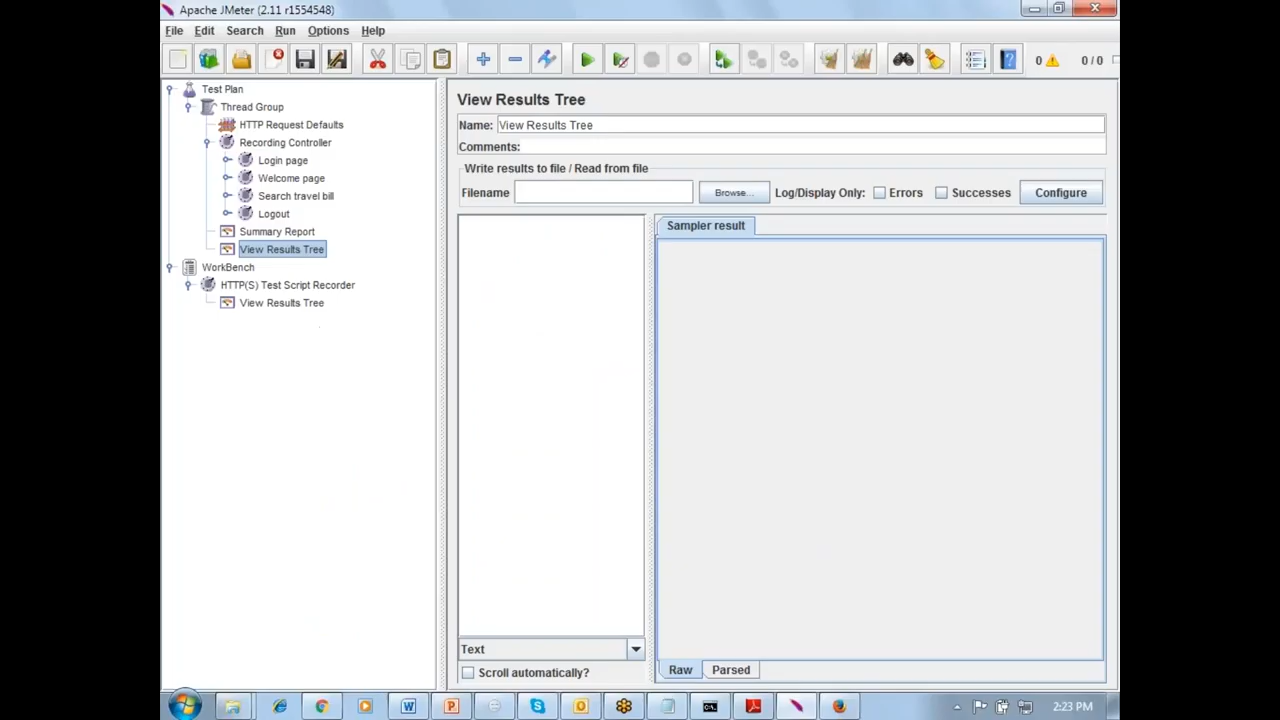 Apache JMeter (2.11 r1554548)
File Edit Search Run Options Help
0 0 / 0
Test Plan
Thread Group
HTTP Request Defaults
Recording Controller
Login page
Welcome page
Search travel bill
Logout
Summary Report
View Results Tree
WorkBench
HTTP(S) Test Script Recorder
View Results Tree
View Results Tree
Name: View Results Tree
Comments:
Write results to file / Read from file
Filename Browse... Log/Display Only: Errors Successes Configure
Sampler result
Text
Scroll automatically?
Raw Parsed
2:23 PM